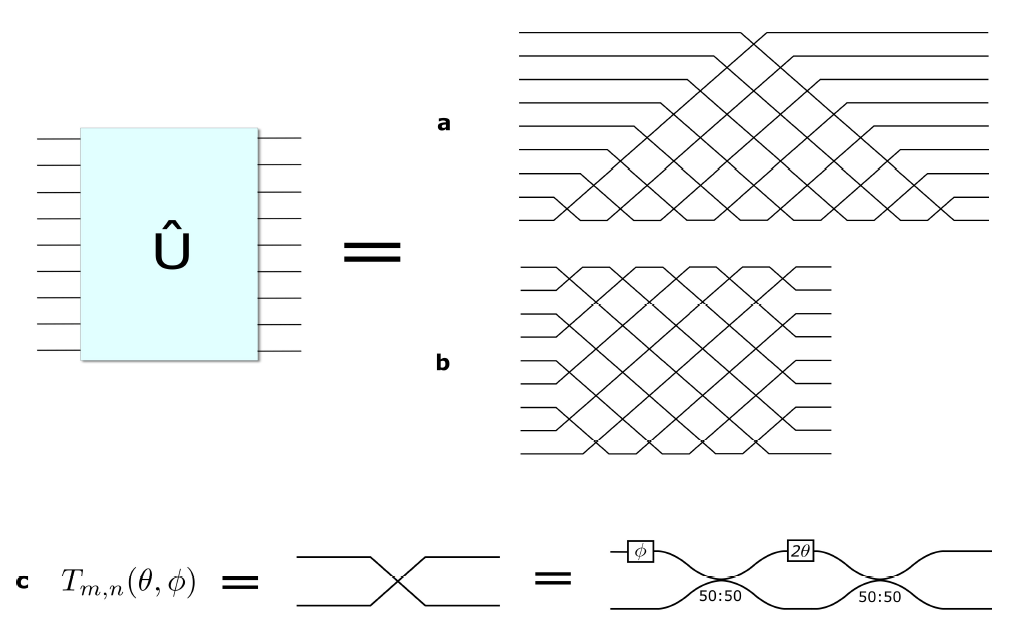 a
Û
=
b
c T_{m,n}(θ, ϕ) = =
ϕ 2θ
50:50 50:50